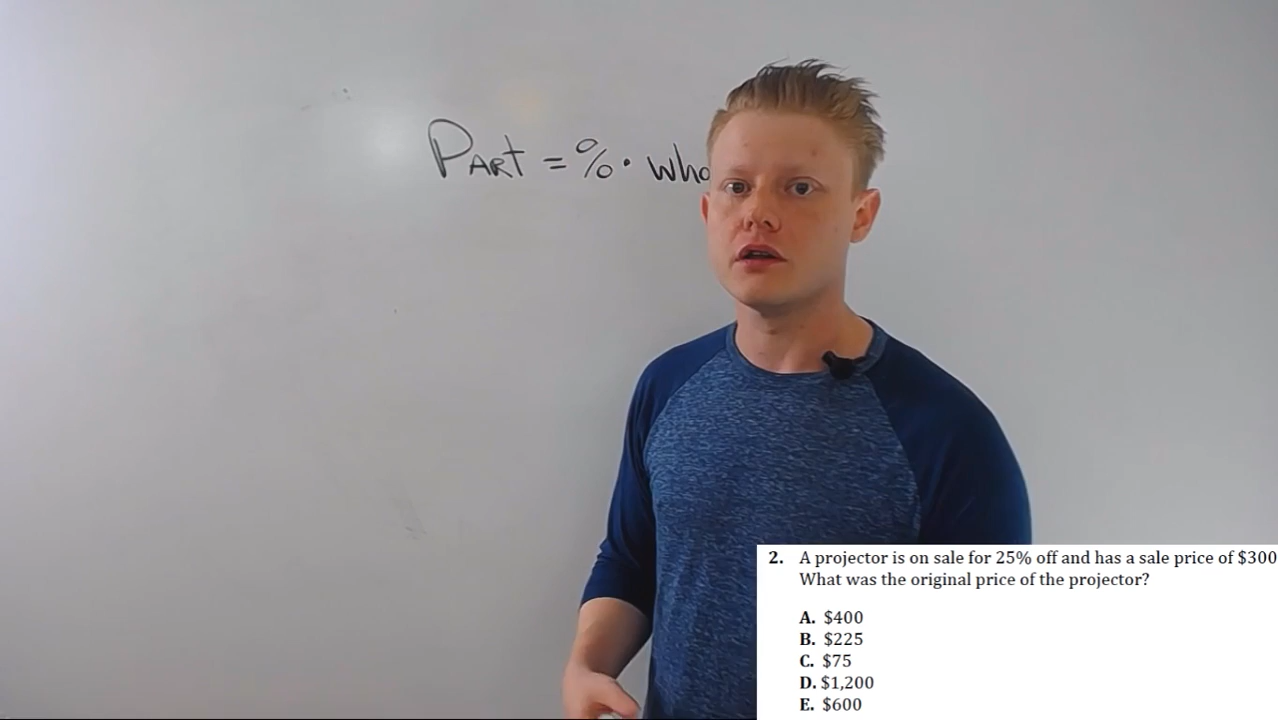 PART = % · who
2. A projector is on sale for 25% off and has a sale price of $300
What was the original price of the projector?
A. $400
B. $225
C. $75
D. $1,200
E. $600